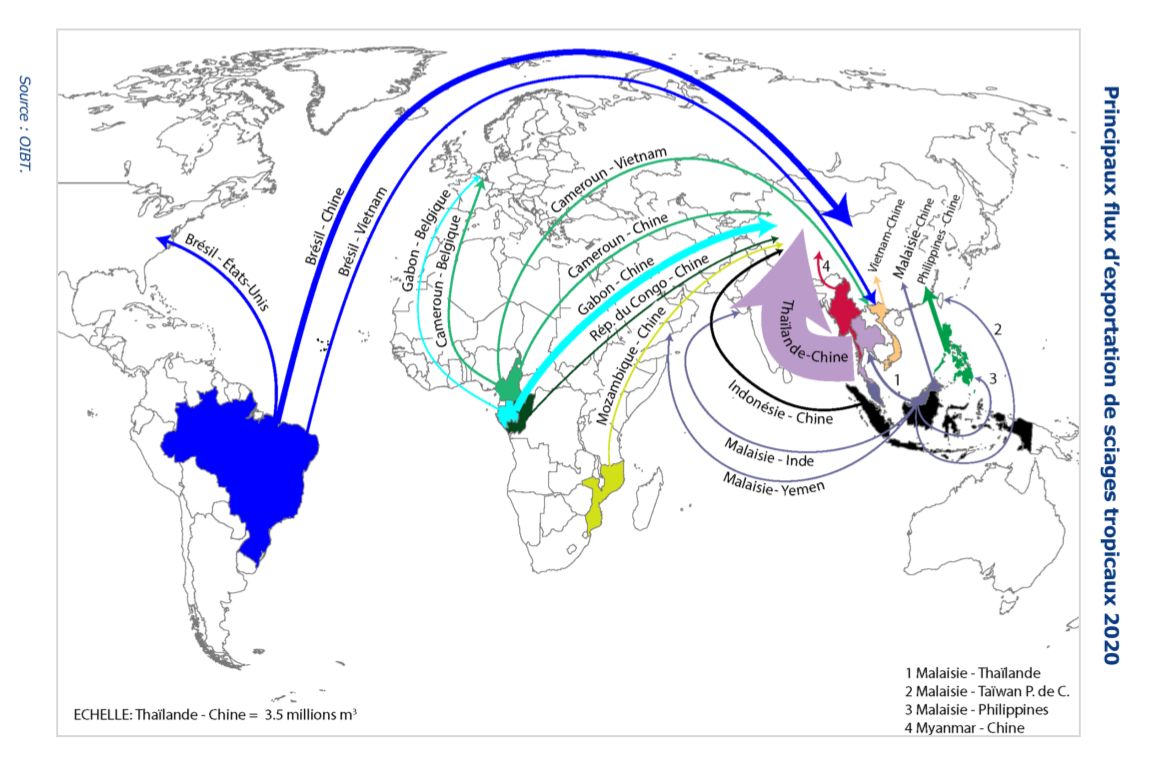 Principaux flux d'exportation de sciages tropicaux 2020
Source : OIBT.
Brésil - États-Unis
Brésil - Chine
Brésil - Vietnam
Gabon - Belgique
Cameroun - Belgique
Cameroun - Vietnam
Cameroun - Chine
Gabon - Chine
Rép. du Congo - Chine
Mozambique - Chine
Thaïlande-Chine
Indonésie - Chine
Malaisie - Inde
Malaisie- Yemen
Vietnam-Chine
Malaisie-Chine
Philippines -Chine
4
2
3
1
1 Malaisie - Thaïlande
2 Malaisie - Taïwan P. de C.
3 Malaisie - Philippines
4 Myanmar - Chine
ECHELLE: Thaïlande - Chine = 3.5 millions m³